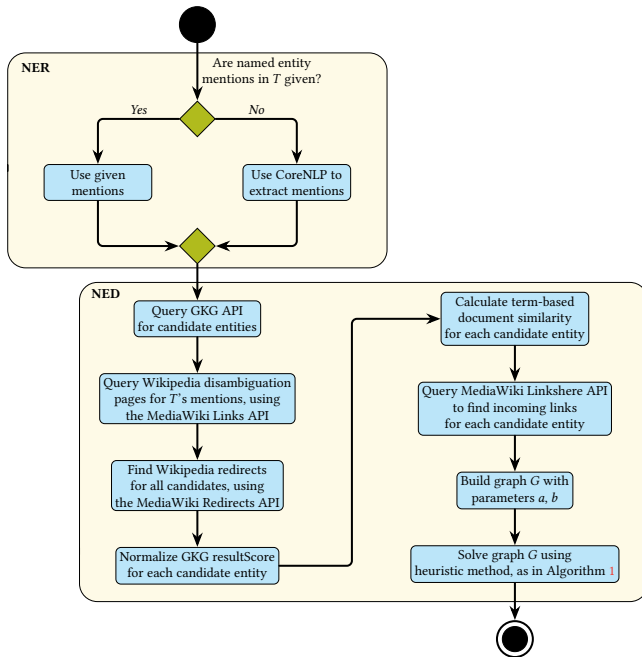 NER
Are named entity
mentions in T given?
Yes
No
Use given
mentions
Use CoreNLP to
extract mentions
NED
Query GKG API
for candidate entities
Query Wikipedia disambiguation
pages for T's mentions, using
the MediaWiki Links API
Find Wikipedia redirects
for all candidates, using
the MediaWiki Redirects API
Normalize GKG resultScore
for each candidate entity
Calculate term-based
document similarity
for each candidate entity
Query MediaWiki Linkshere API
to find incoming links
for each candidate entity
Build graph G with
parameters a, b
Solve graph G using
heuristic method, as in Algorithm 1